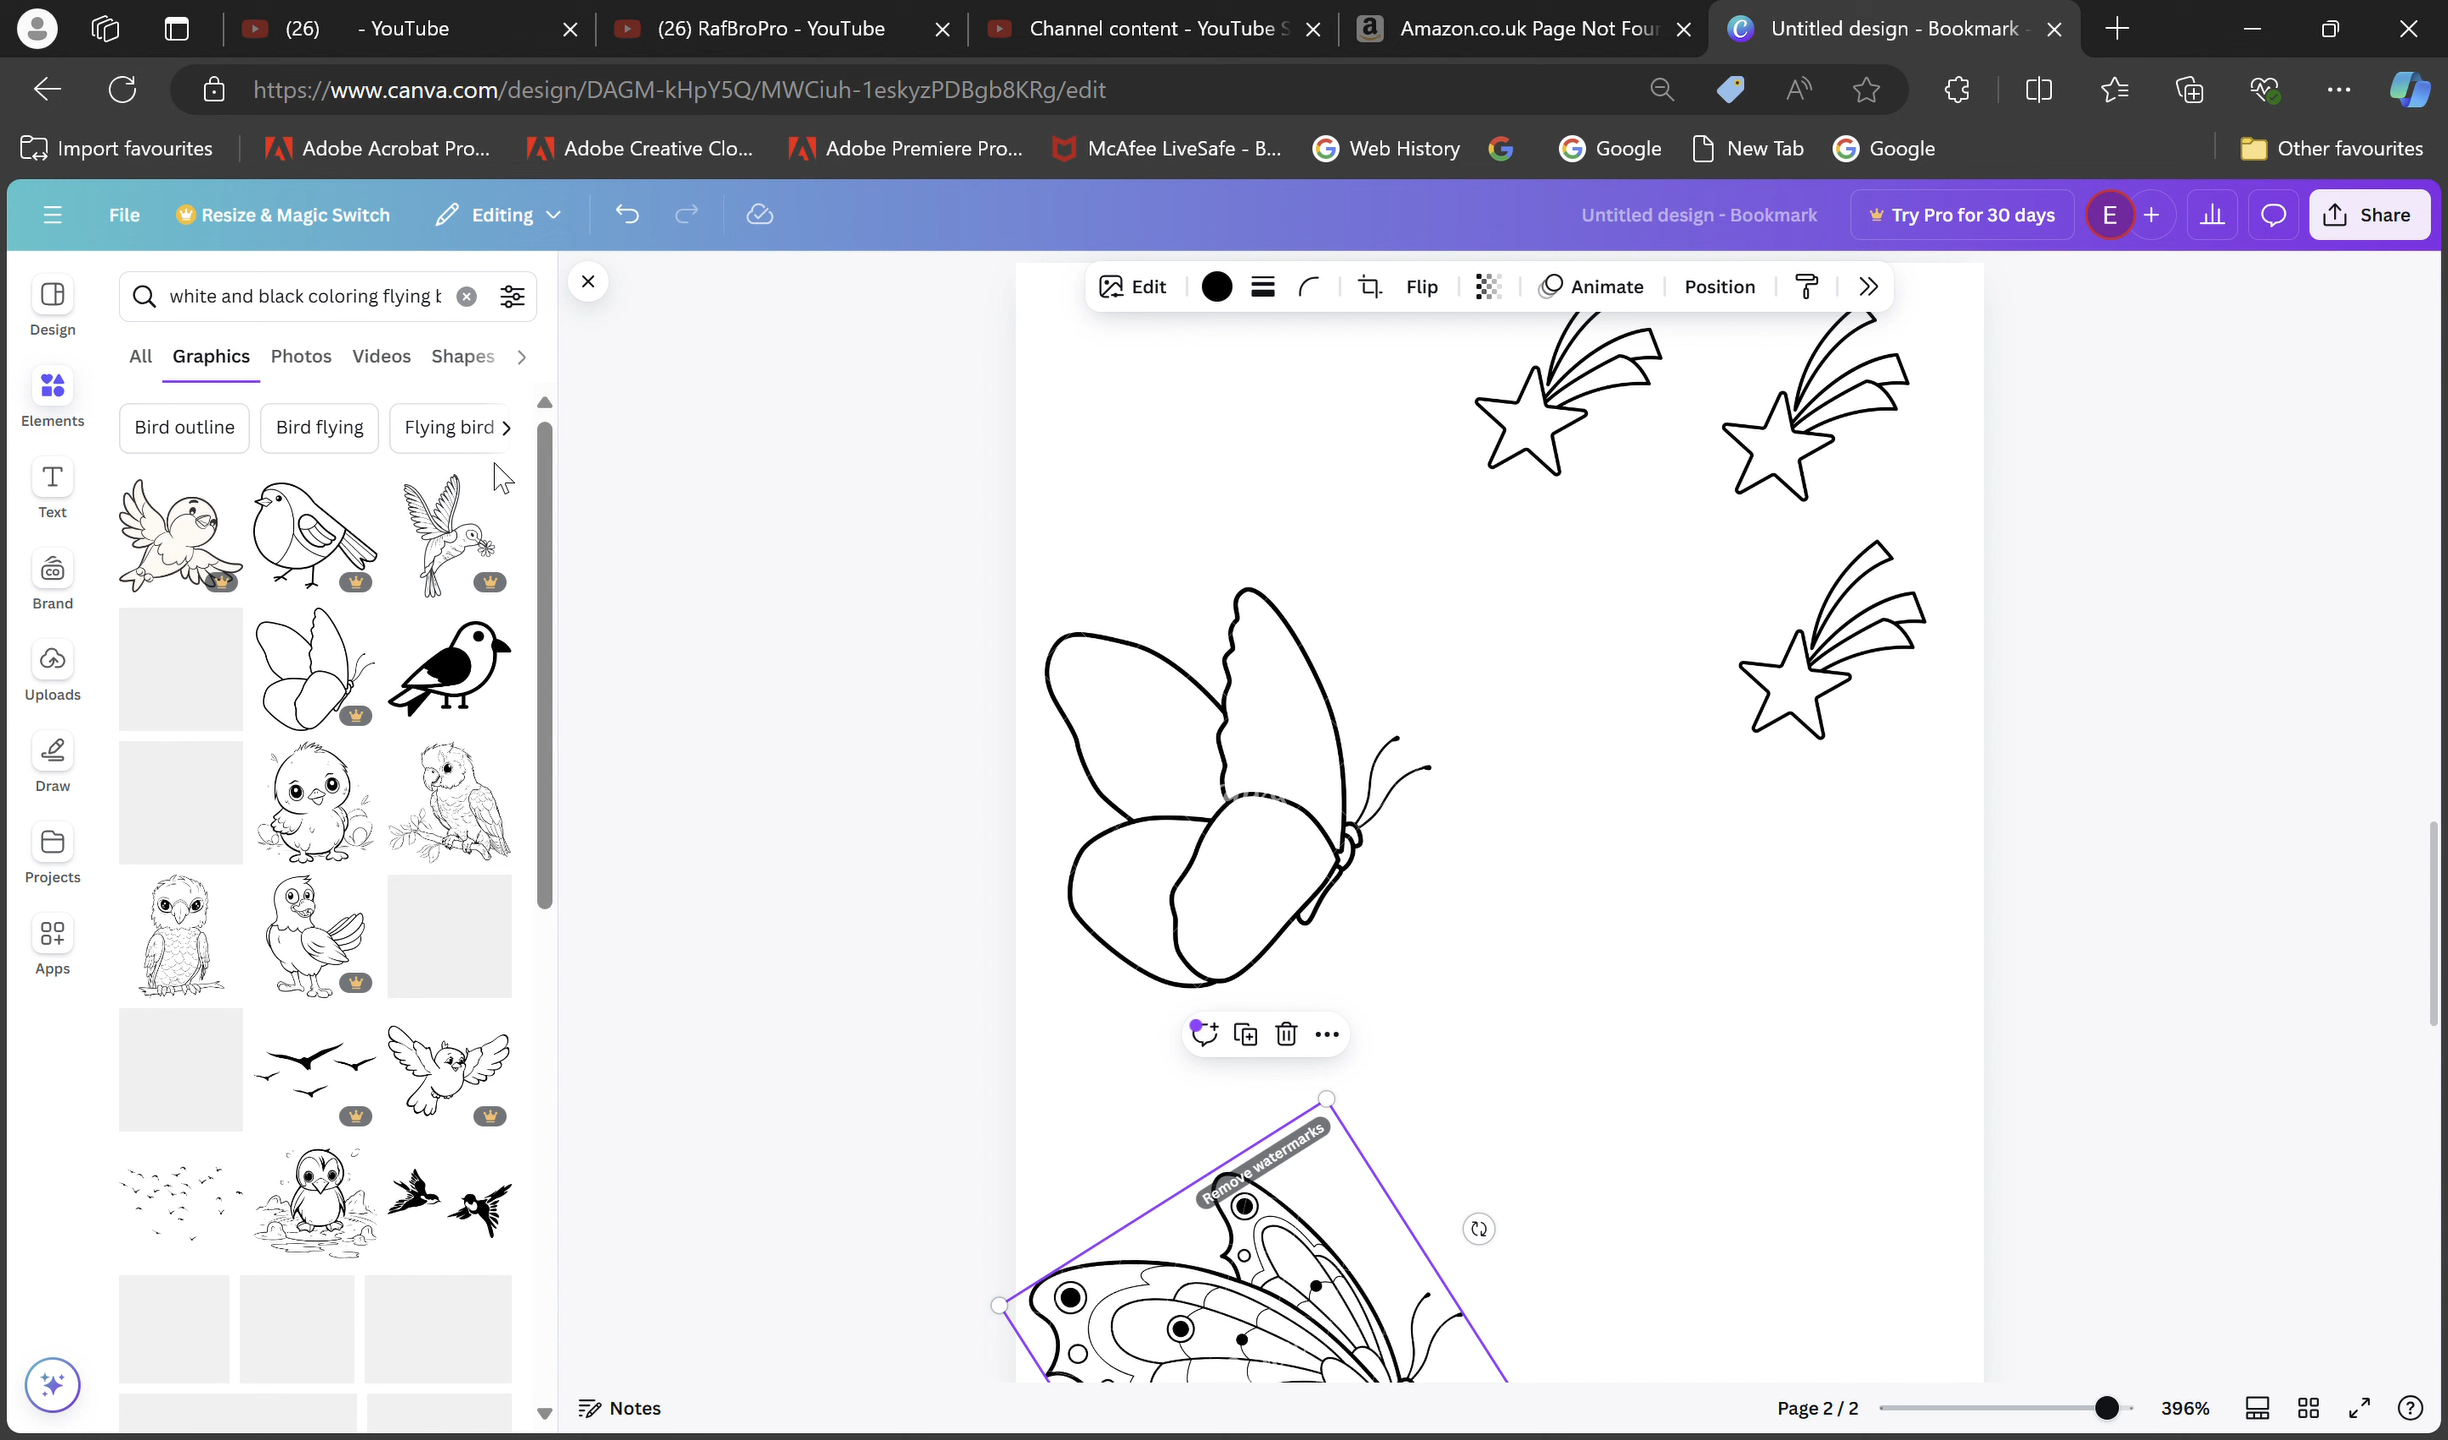 (26) - YouTube
(26) RafBroPro - YouTube
Channel content - YouTube S
Amazon.co.uk Page Not Four
Untitled design - Bookmark -
https://www.canva.com/design/DAGM-kHpY5Q/MWCiuh-1eskyzPDBgb8KRg/edit
Import favourites
Adobe Acrobat Pro...
Adobe Creative Clo...
Adobe Premiere Pro...
McAfee LiveSafe - B...
Web History
Google
New Tab
Google
Other favourites
File
Resize & Magic Switch
Editing
Untitled design - Bookmark
Try Pro for 30 days
E
Share
white and black coloring flying b
Edit
Flip
Animate
Position
Design
All
Graphics
Photos
Videos
Shapes
Elements
Bird outline
Bird flying
Flying bird
Text
Brand
Uploads
Draw
Projects
Apps
Remove watermarks
Notes
Page 2 / 2
396%